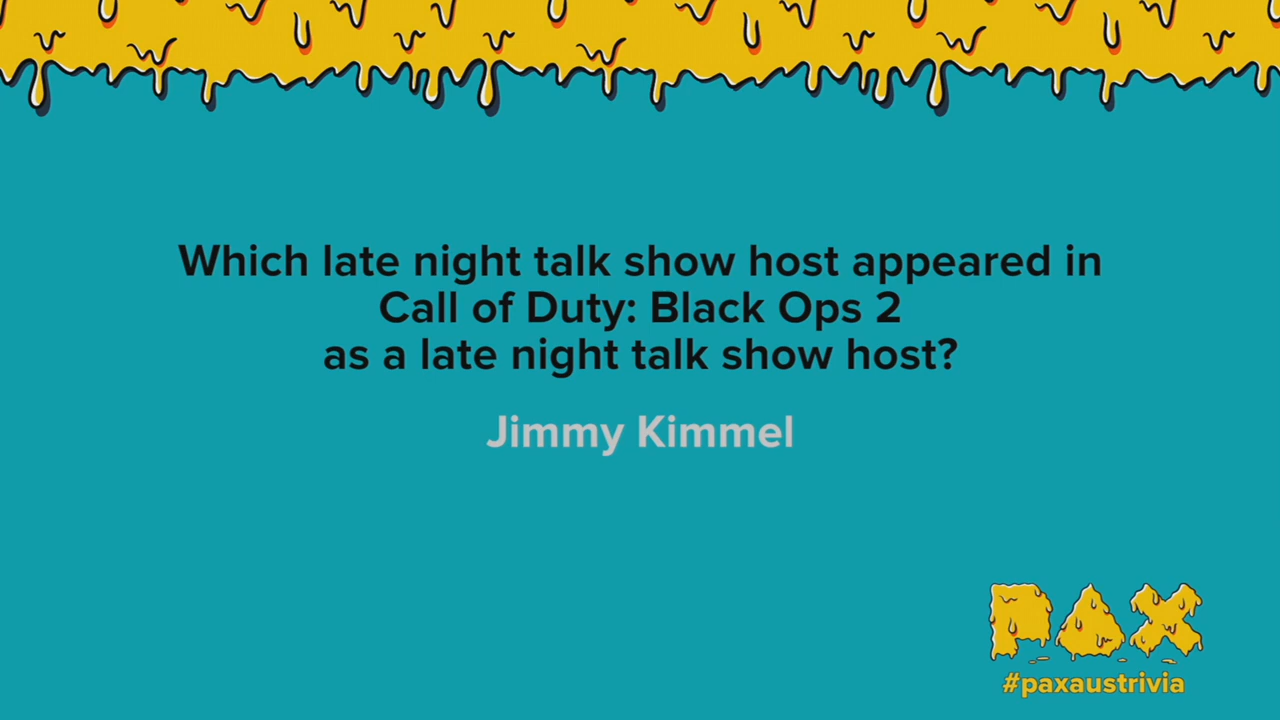 Which late night talk show host appeared in
Call of Duty: Black Ops 2
as a late night talk show host?
Jimmy Kimmel
PAX
#paxaustrivia